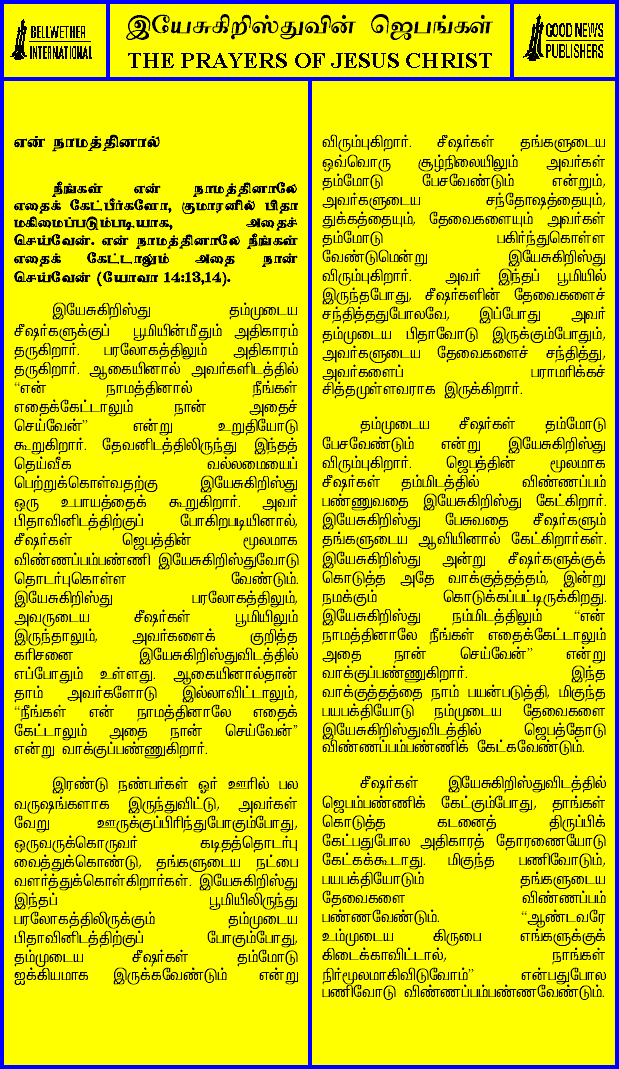 BELLWETHER
INTERNATIONAL
இயேசுகிறிஸ்துவின் ஜெபங்கள்
THE PRAYERS OF JESUS CHRIST
GOOD NEWS
PUBLISHERS
என் நாமத்தினால்
நீங்கள் என் நாமத்தினாலே
எதைக் கேட்பீர்களோ, குமாரனில் பிதா
மகிமைப்படும்படியாக, அதைச்
செய்வேன். என் நாமத்தினாலே நீங்கள்
எதைக் கேட்டாலும் அதை நான்
செய்வேன் (யோவா 14:13,14).
இயேசுகிறிஸ்து தம்முடைய
சீஷர்களுக்குப் பூமியின்மீதும் அதிகாரம்
தருகிறார். பரலோகத்திலும் அதிகாரம்
தருகிறார். ஆகையினால் அவர்களிடத்தில்
“என் நாமத்தினால் நீங்கள்
எதைக்கேட்டாலும் நான் அதைச்
செய்வேன்” என்று உறுதியோடு
கூறுகிறார். தேவனிடத்திலிருந்து இந்தத்
தெய்வீக வல்லமையைப்
பெற்றுக்கொள்வதற்கு இயேசுகிறிஸ்து
ஒரு உபாயத்தைக் கூறுகிறார். அவர்
பிதாவினிடத்திற்குப் போகிறபடியினால்,
சீஷர்கள் ஜெபத்தின் மூலமாக
விண்ணப்பம்பண்ணி இயேசுகிறிஸ்துவோடு
தொடர்புகொள்ள வேண்டும்.
இயேசுகிறிஸ்து பரலோகத்திலும்,
அவருடைய சீஷர்கள் பூமியிலும்
இருந்தாலும், அவர்களைக் குறித்த
கரிசனை இயேசுகிறிஸ்துவிடத்தில்
எப்போதும் உள்ளது. ஆகையினால்தான்
தாம் அவர்களோடு இல்லாவிட்டாலும்,
“நீங்கள் என் நாமத்தினாலே எதைக்
கேட்டாலும் அதை நான் செய்வேன்”
என்று வாக்குப்பண்ணுகிறார்.
இரண்டு நண்பர்கள் ஓர் ஊரில் பல
வருஷங்களாக இருந்துவிட்டு, அவர்கள்
வேறு ஊருக்குப்பிரிந்துபோகும்போது,
ஒருவருக்கொருவர் கடிதத்தொடர்பு
வைத்துக்கொண்டு, தங்களுடைய நட்பை
வளர்த்துக்கொள்கிறார்கள். இயேசுகிறிஸ்து
இந்தப் பூமியிலிருந்து
பரலோகத்திலிருக்கும் தம்முடைய
பிதாவினிடத்திற்குப் போகும்போது,
தம்முடைய சீஷர்கள் தம்மோடு
ஐக்கியமாக இருக்கவேண்டும் என்று
விரும்புகிறார். சீஷர்கள் தங்களுடைய
ஒவ்வொரு சூழ்நிலையிலும் அவர்கள்
தம்மோடு பேசவேண்டும் என்றும்,
அவர்களுடைய சந்தோஷத்தையும்,
துக்கத்தையும், தேவைகளையும் அவர்கள்
தம்மோடு பகிர்ந்துகொள்ள
வேண்டுமென்று இயேசுகிறிஸ்து
விரும்புகிறார். அவர் இந்தப் பூமியில்
இருந்தபோது, சீஷர்களின் தேவைகளைச்
சந்தித்ததுபோலவே, இப்போது அவர்
தம்முடைய பிதாவோடு இருக்கும்போதும்,
அவர்களுடைய தேவைகளைச் சந்தித்து,
அவர்களைப் பராமரிக்கச்
சித்தமுள்ளவராக இருக்கிறார்.
தம்முடைய சீஷர்கள் தம்மோடு
பேசவேண்டும் என்று இயேசுகிறிஸ்து
விரும்புகிறார். ஜெபத்தின் மூலமாக
சீஷர்கள் தம்மிடத்தில் விண்ணப்பம்
பண்ணுவதை இயேசுகிறிஸ்து கேட்கிறார்.
இயேசுகிறிஸ்து பேசுவதை சீஷர்களும்
தங்களுடைய ஆவியினால் கேட்கிறார்கள்.
இயேசுகிறிஸ்து அன்று சீஷர்களுக்குக்
கொடுத்த அதே வாக்குத்தத்தம், இன்று
நமக்கும் கொடுக்கப்பட்டிருக்கிறது.
இயேசுகிறிஸ்து நம்மிடத்திலும் “என்
நாமத்தினாலே நீங்கள் எதைக்கேட்டாலும்
அதை நான் செய்வேன்” என்று
வாக்குப்பண்ணுகிறார். இந்த
வாக்குத்தத்தை நாம் பயன்படுத்தி, மிகுந்த
பயபக்தியோடு நம்முடைய தேவைகளை
இயேசுகிறிஸ்துவிடத்தில் ஜெபத்தோடு
விண்ணப்பம்பண்ணிக் கேட்கவேண்டும்.
சீஷர்கள் இயேசுகிறிஸ்துவிடத்தில்
ஜெபம்பண்ணிக் கேட்கும்போது, தாங்கள்
கொடுத்த கடனைத் திருப்பிக்
கேட்பதுபோல அதிகாரத் தோரணையோடு
கேட்கக்கூடாது. மிகுந்த பணிவோடும்,
பயபக்தியோடும் தங்களுடைய
தேவைகளை விண்ணப்பம்
பண்ணவேண்டும். “ஆண்டவரே
உம்முடைய கிருபை எங்களுக்குக்
கிடைக்காவிட்டால், நாங்கள்
நிர்மூலமாகிவிடுவோம்” என்பதுபோல
பணிவோடு விண்ணப்பம்பண்ணவேண்டும்.